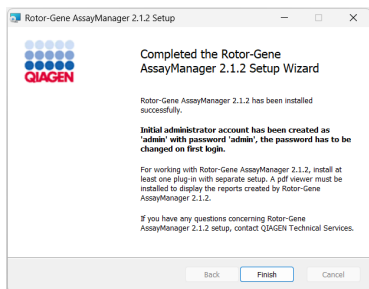 Rotor-Gene AssayManager 2.1.2 Setup
QIAGEN
Completed the Rotor-Gene
AssayManager 2.1.2 Setup Wizard
Rotor-Gene AssayManager 2.1.2 has been installed
successfully.
Initial administrator account has been created as
'admin' with password 'admin', the password has to be
changed on first login.
For working with Rotor-Gene AssayManager 2.1.2, install at
least one plug-in with separate setup. A pdf viewer must be
installed to display the reports created by Rotor-Gene
AssayManager 2.1.2.
If you have any questions concerning Rotor-Gene
AssayManager 2.1.2 setup, contact QIAGEN Technical Services.
Back Finish Cancel